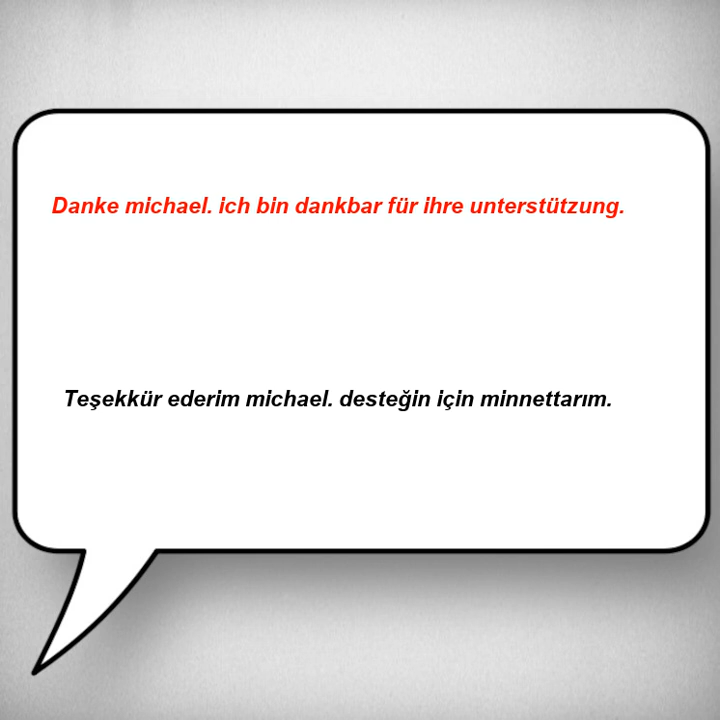 Danke michael. ich bin dankbar für ihre unterstützung.
Teşekkür ederim michael. desteğin için minnettarım.